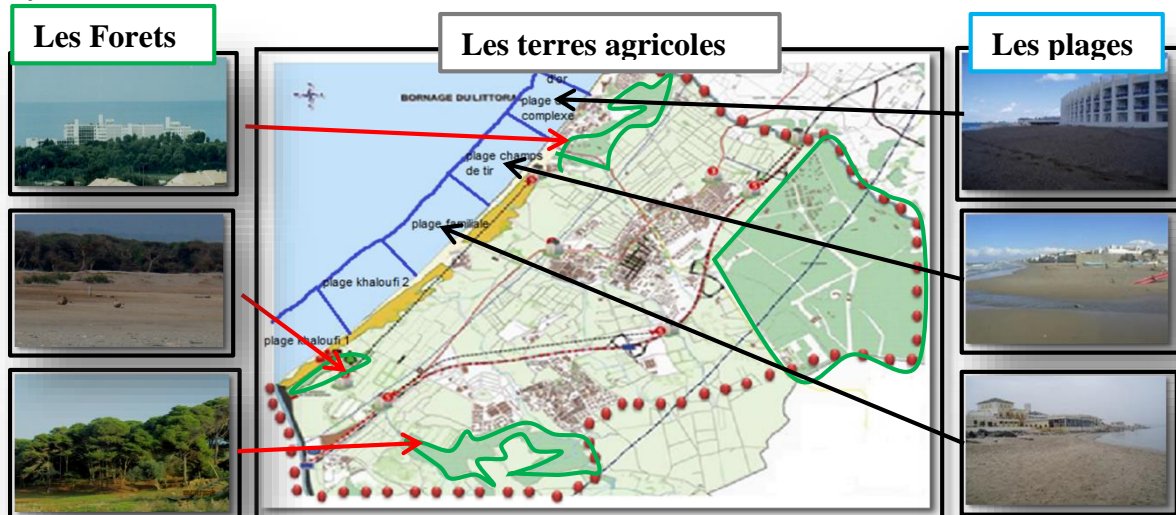 Les Forets
Les terres agricoles
Les plages
d'or
BORNAGE DU LITTORA
plage
complexe
plage champs
de tir
plage familiale
plage khaloufi 2
plage khaloufi 1